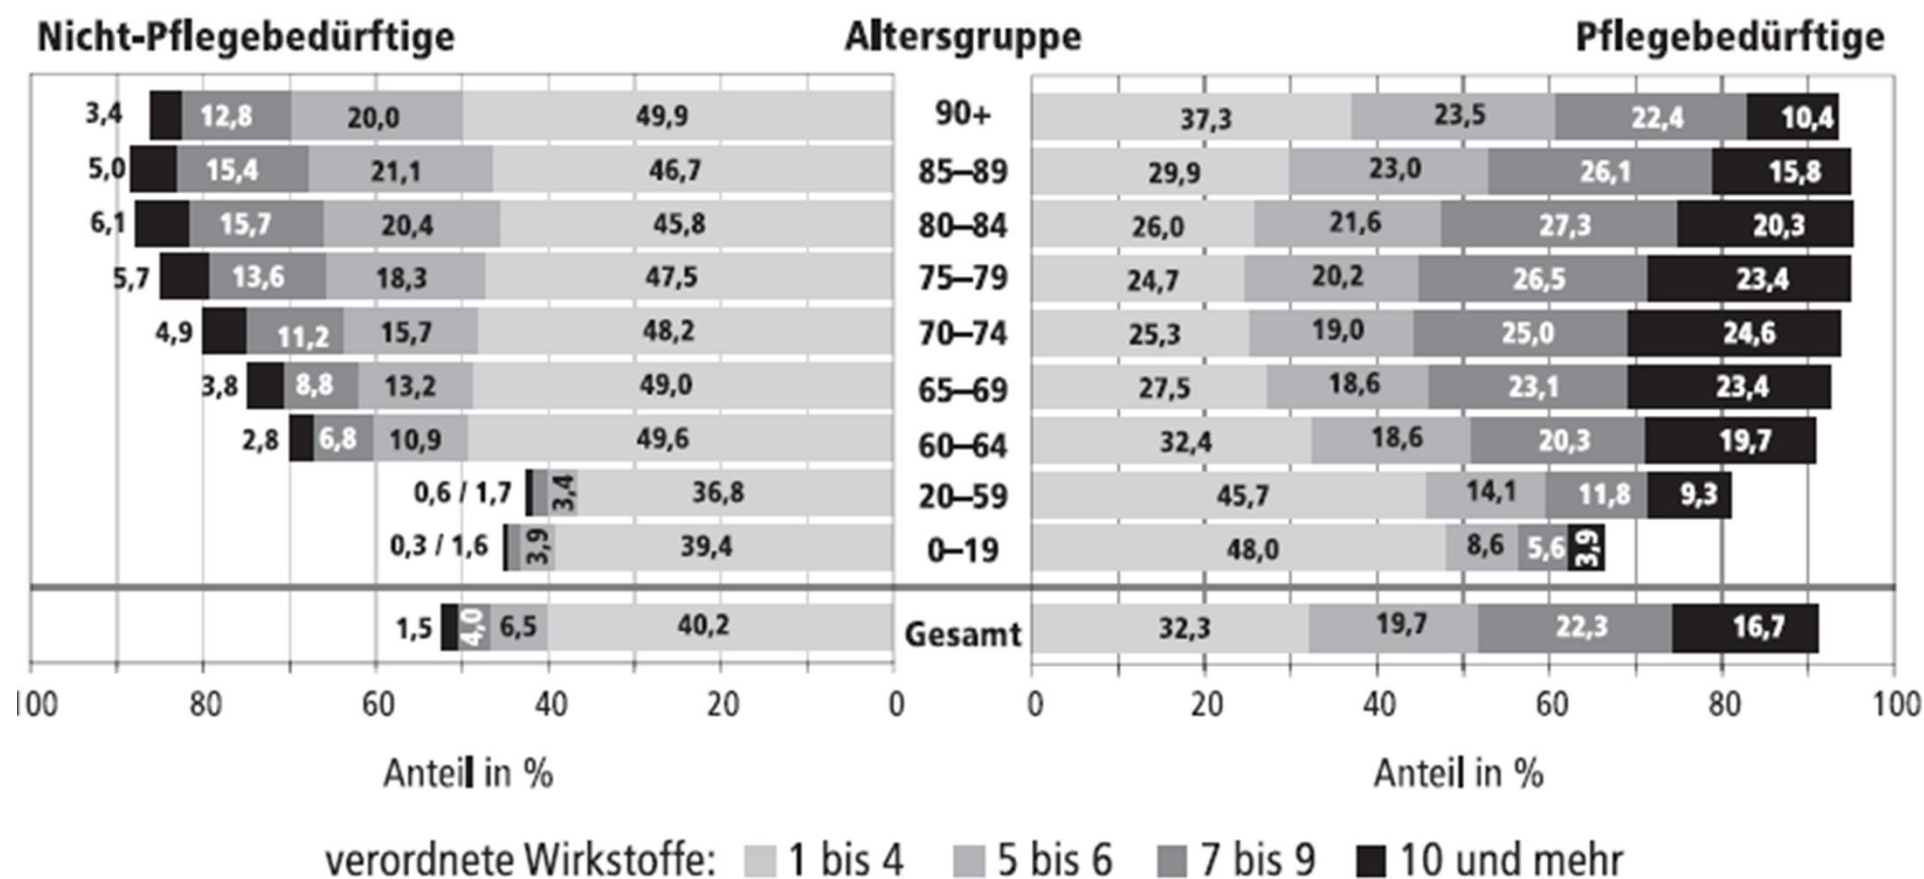 Nicht-Pflegebedürftige Altersgruppe Pflegebedürftige
3,4 12,8 20,0 49,9 90+ 37,3 23,5 22,4 10,4
5,0 15,4 21,1 46,7 85–89 29,9 23,0 26,1 15,8
6,1 15,7 20,4 45,8 80–84 26,0 21,6 27,3 20,3
5,7 13,6 18,3 47,5 75–79 24,7 20,2 26,5 23,4
4,9 11,2 15,7 48,2 70–74 25,3 19,0 25,0 24,6
3,8 8,8 13,2 49,0 65–69 27,5 18,6 23,1 23,4
2,8 6,8 10,9 49,6 60–64 32,4 18,6 20,3 19,7
0,6 / 1,7 3,4 36,8 20–59 45,7 14,1 11,8 9,3
0,3 / 1,6 3,9 39,4 0–19 48,0 8,6 5,6 3,9
1,5 4,0 6,5 40,2 Gesamt 32,3 19,7 22,3 16,7
100 80 60 40 20 0 0 20 40 60 80 100
Anteil in % Anteil in %
verordnete Wirkstoffe: 1 bis 4 5 bis 6 7 bis 9 10 und mehr